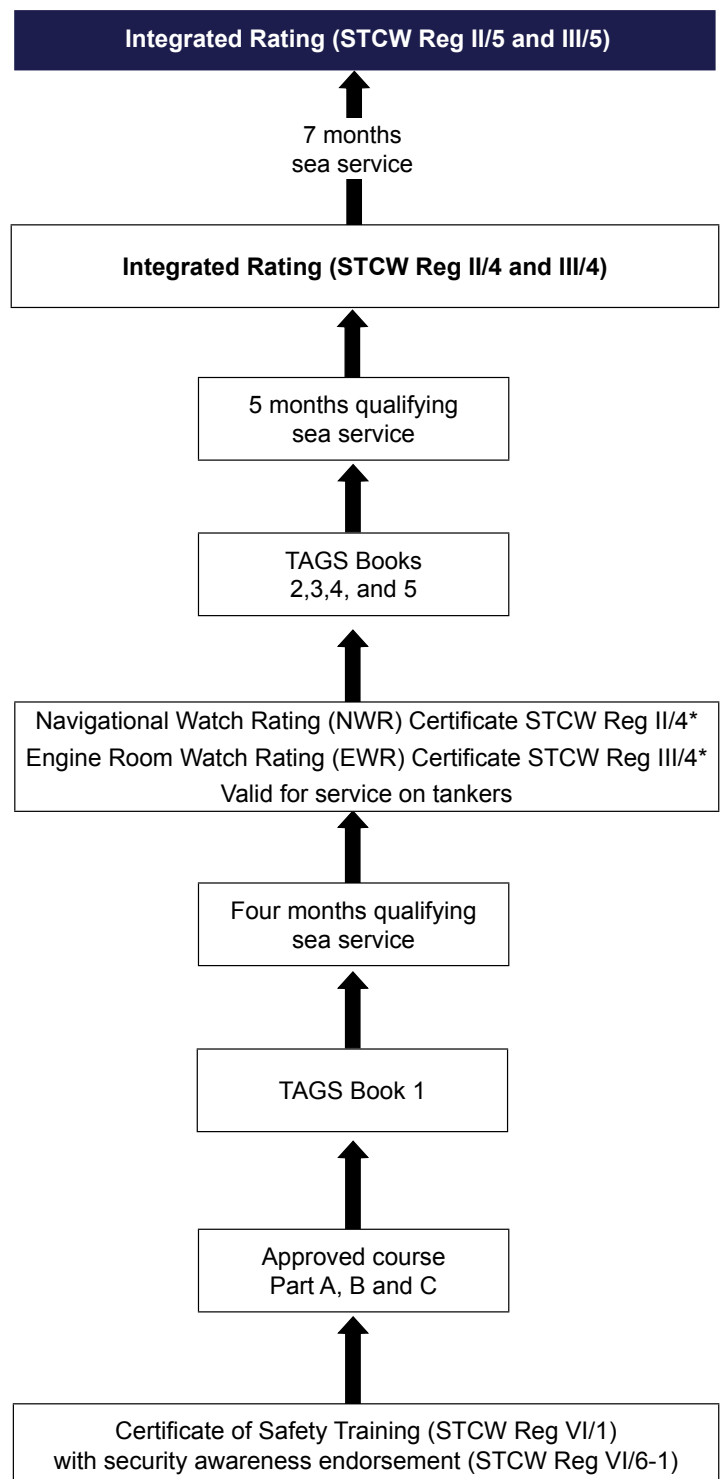 Integrated Rating (STCW Reg II/5 and III/5)
7 months
sea service
Integrated Rating (STCW Reg II/4 and III/4)
5 months qualifying
sea service
TAGS Books
2,3,4, and 5
Navigational Watch Rating (NWR) Certificate STCW Reg II/4*
Engine Room Watch Rating (EWR) Certificate STCW Reg III/4*
Valid for service on tankers
Four months qualifying
sea service
TAGS Book 1
Approved course
Part A, B and C
Certificate of Safety Training (STCW Reg VI/1)
with security awareness endorsement (STCW Reg VI/6-1)